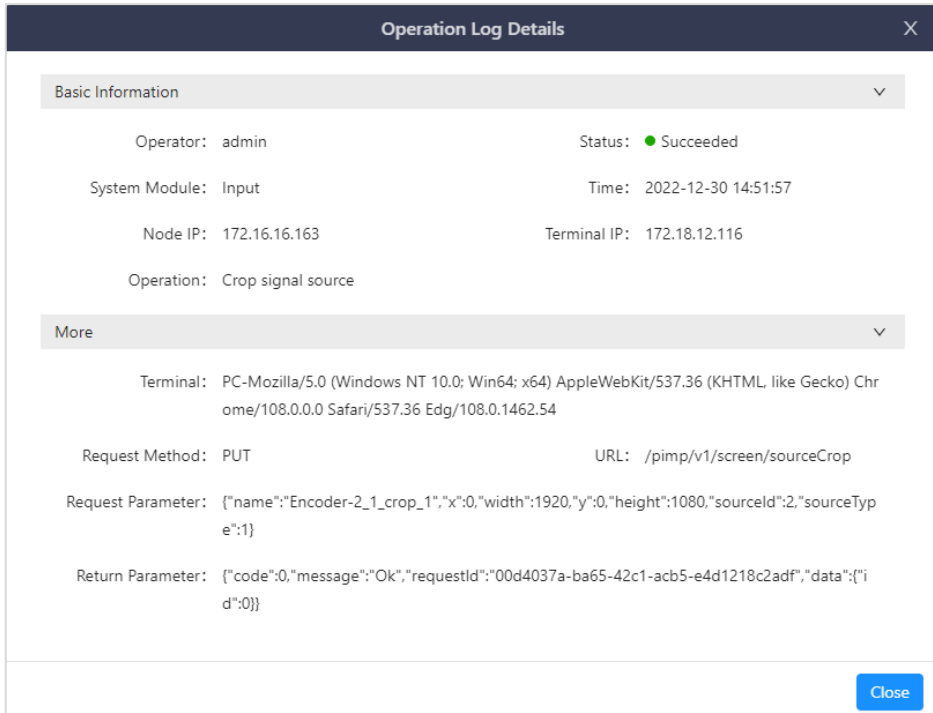 Operation Log Details X
Basic Information
Operator: admin Status: Succeeded
System Module: Input Time: 2022-12-30 14:51:57
Node IP: 172.16.16.163 Terminal IP: 172.18.12.116
Operation: Crop signal source
More
Terminal: PC-Mozilla/5.0 (Windows NT 10.0; Win64; x64) AppleWebKit/537.36 (KHTML, like Gecko) Chr
ome/108.0.0.0 Safari/537.36 Edg/108.0.1462.54
Request Method: PUT URL: /pimp/v1/screen/sourceCrop
Request Parameter: {"name":"Encoder-2_1_crop_1","x":0,"width":1920,"y":0,"height":1080,"sourceId":2,"sourceTyp
e":1}
Return Parameter: {"code":0,"message":"Ok","requestId":"00d4037a-ba65-42c1-acb5-e4d1218c2adf","data":{"i
d":0}}
Close